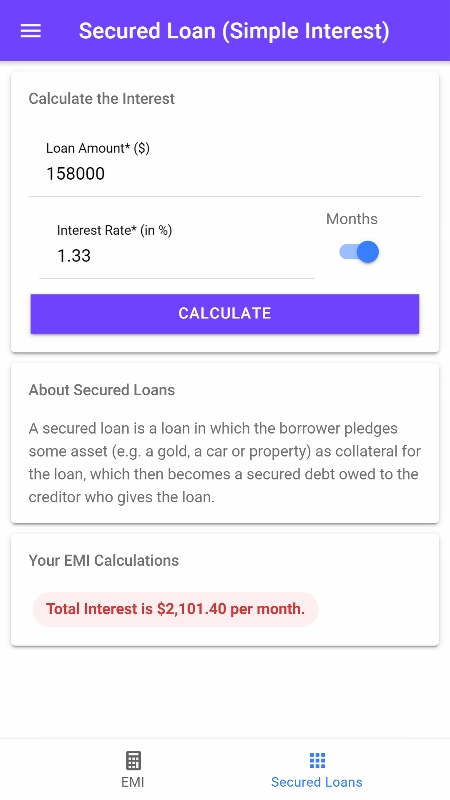 Secured Loan (Simple Interest)
Calculate the Interest
Loan Amount* ($)
158000
Months
Interest Rate* (in %)
1.33
CALCULATE
About Secured Loans
A secured loan is a loan in which the borrower pledges
some asset (e.g. a gold, a car or property) as collateral for
the loan, which then becomes a secured debt owed to the
creditor who gives the loan.
Your EMI Calculations
Total Interest is $2,101.40 per month.
EMI
Secured Loans